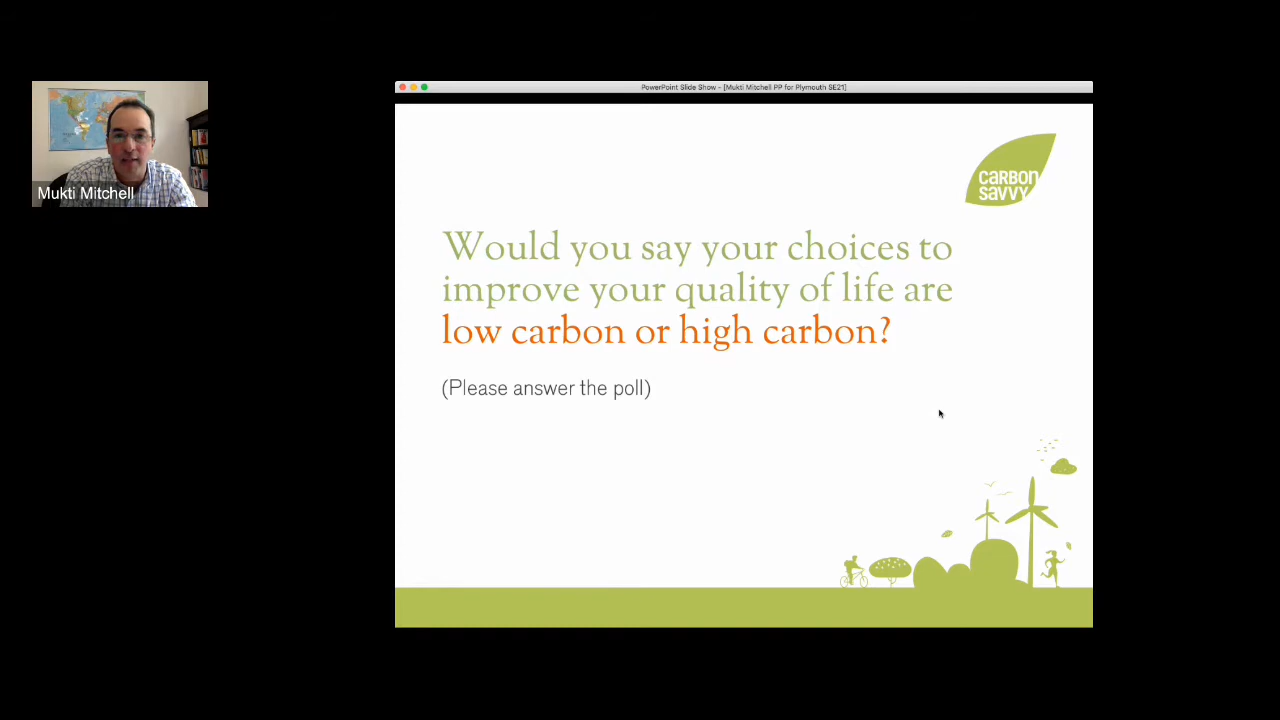 PowerPoint Slide Show - [Mukti Mitchell PP for Plymouth SE21]
Mukti Mitchell
CARBON
SAVVY
Would you say your choices to
improve your quality of life are
low carbon or high carbon?
(Please answer the poll)